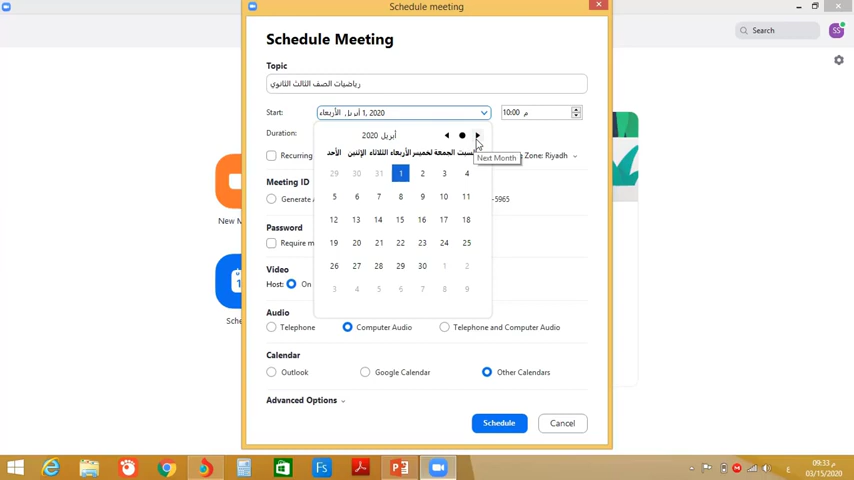 Schedule meeting
Search
SS
Schedule Meeting
Topic
رياضيات الصف الثالث الثانوي
Start:
الأربعاء أبريل 1, 2020
10:00 م
Duration:
أبريل 2020
الأحد الإثنين الثلاثاء الأربعاء لخميس الجمعة السبت
Next Month
Recurring
e Zone: Riyadh
29 30 31 1 2 3 4
5 6 7 8 9 10 11
12 13 14 15 16 17 18
19 20 21 22 23 24 25
26 27 28 29 30 1 2
3 4 5 6 7 8 9
Meeting ID
Generate
-5965
New M
Password
Require m
Video
Host: On
Sche
Audio
Telephone Computer Audio Telephone and Computer Audio
Calendar
Outlook Google Calendar Other Calendars
Advanced Options
Schedule Cancel
09:33 م
03/15/2020